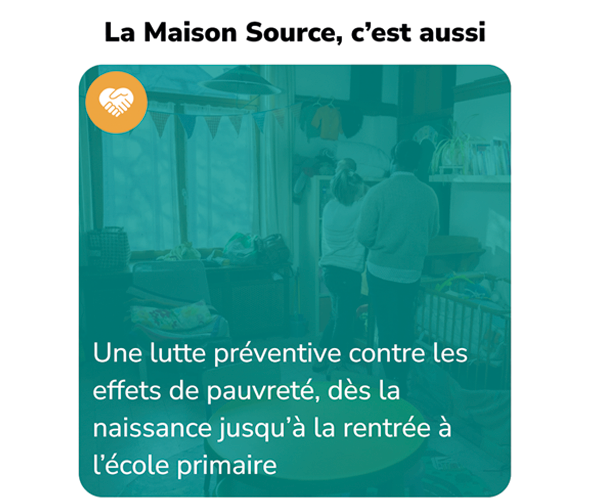 La Maison Source, c’est aussi
Une lutte préventive contre les
effets de pauvreté, dès la
naissance jusqu’à la rentrée à
l’école primaire